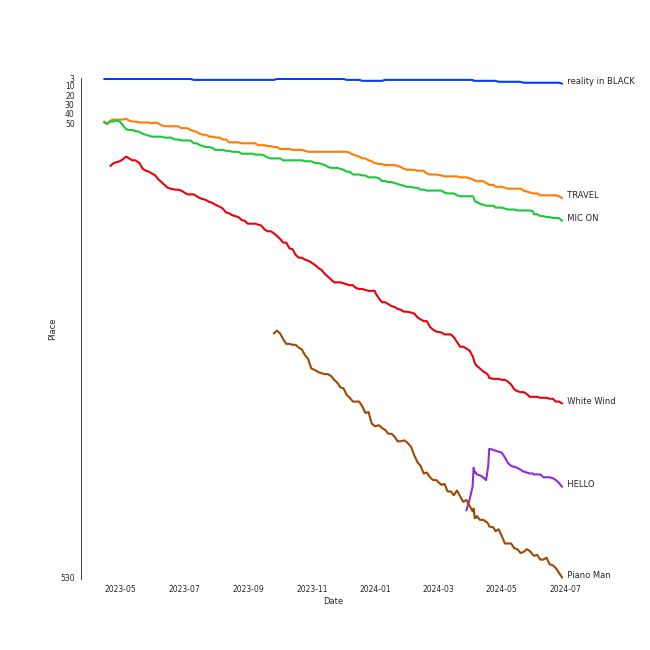 3
10
20
30
40
50
530
Place
reality in BLACK
TRAVEL
MIC ON
White Wind
HELLO
Piano Man
2023-05 2023-07 2023-09 2023-11 2024-01 2024-03 2024-05 2024-07
Date